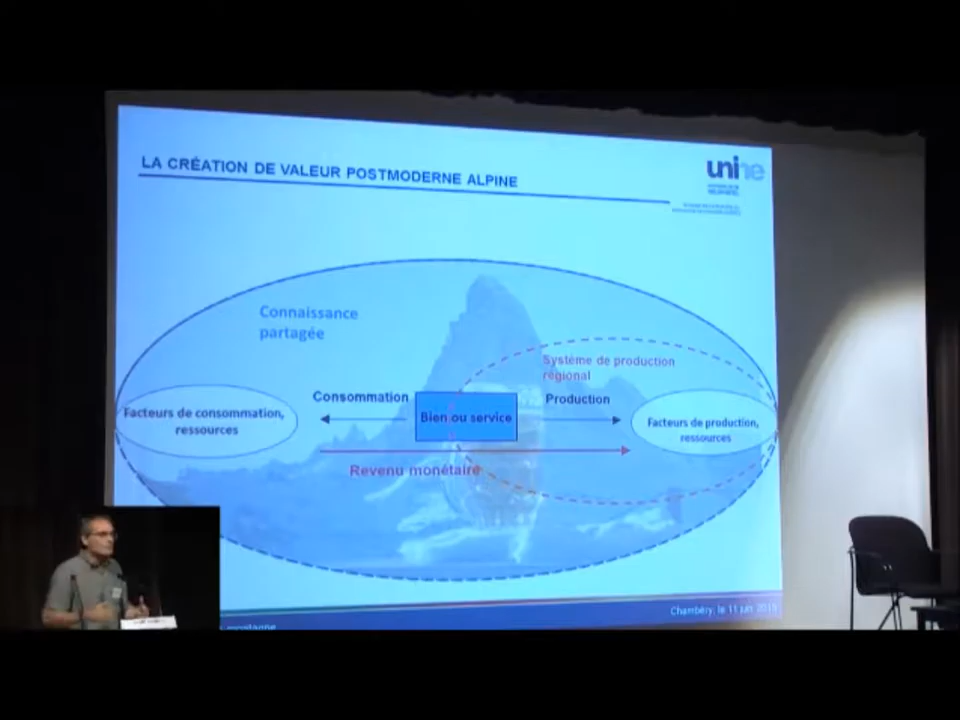 LA CRÉATION DE VALEUR POSTMODERNE ALPINE
unine
Connaissance
partagée
Système de production
régional
Consommation
Bien ou service
Production
Facteurs de consommation,
ressources
Facteurs de production,
ressources
Revenu monétaire
Chambéry, le 11 juin
montagne